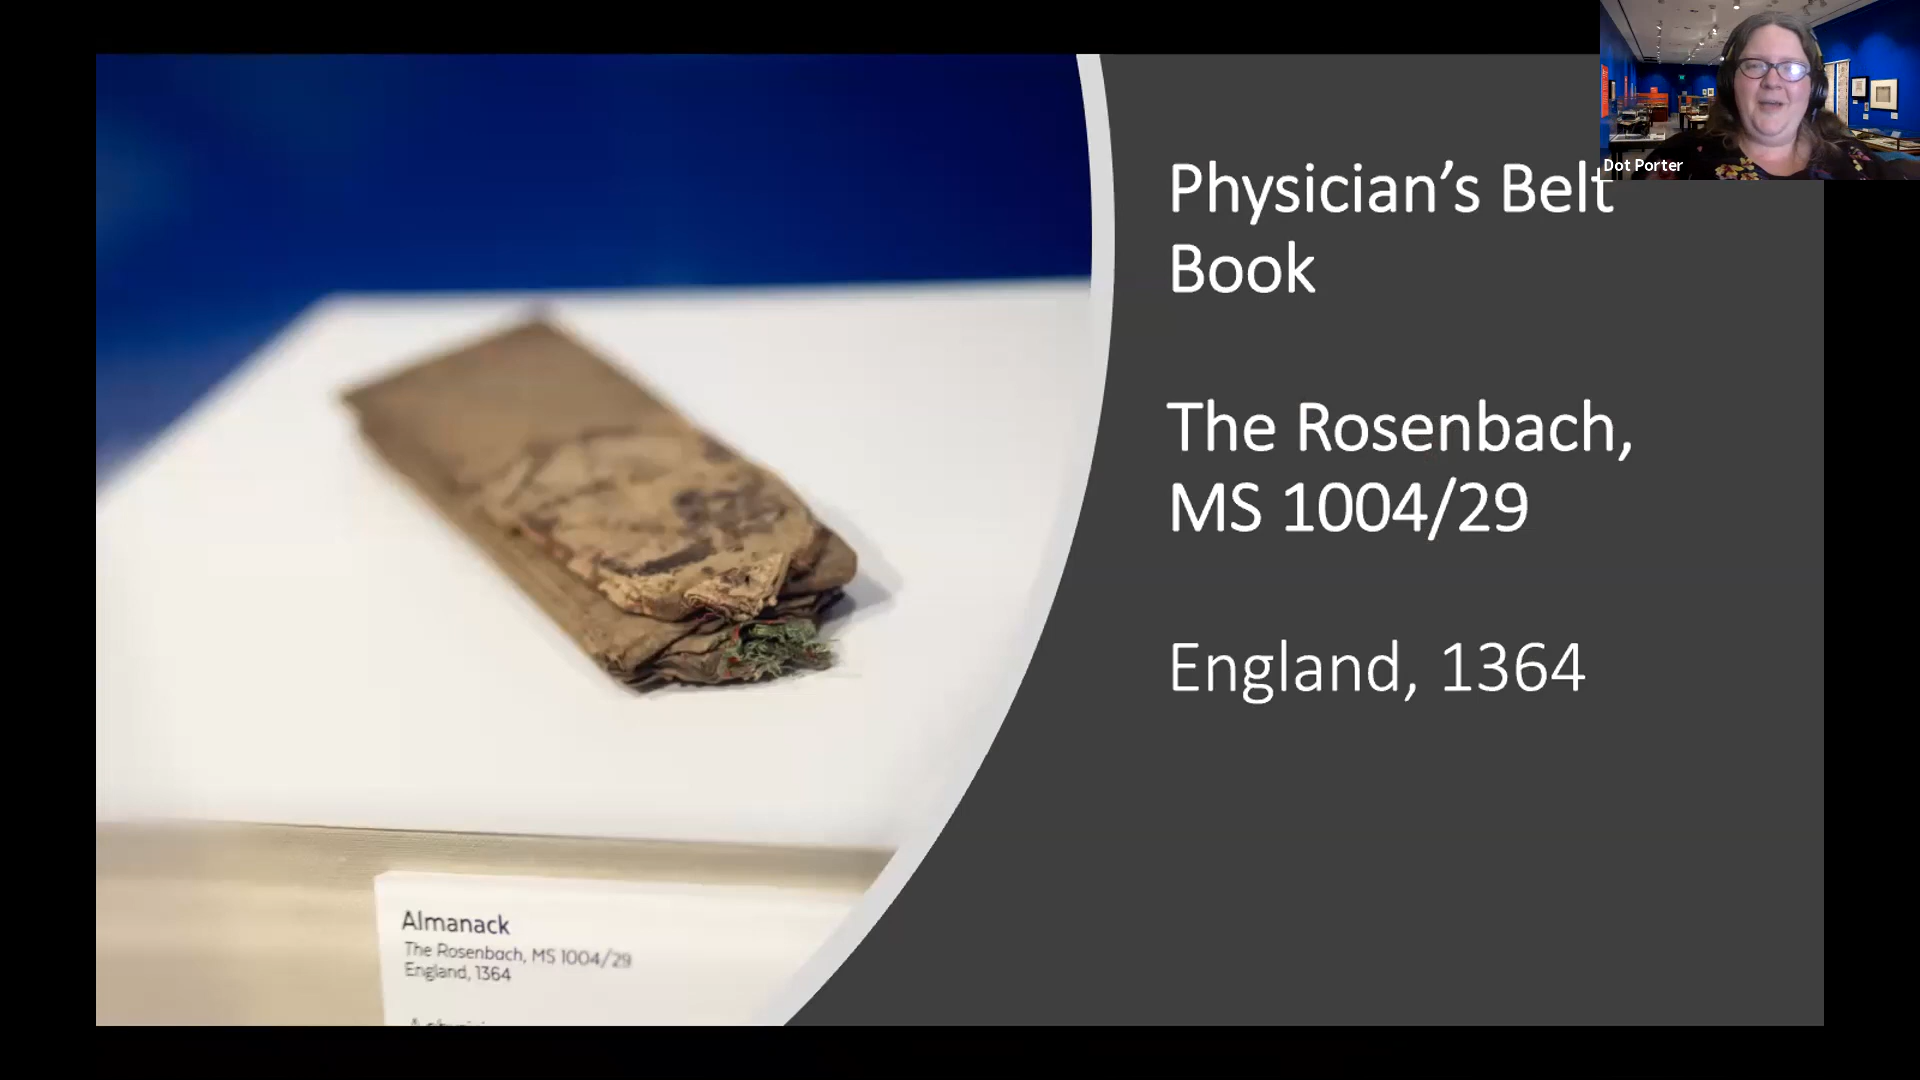 Dot Porter
Physician’s Belt
Book
The Rosenbach,
MS 1004/29
England, 1364
Almanack
The Rosenbach, MS 1004/29
England, 1364